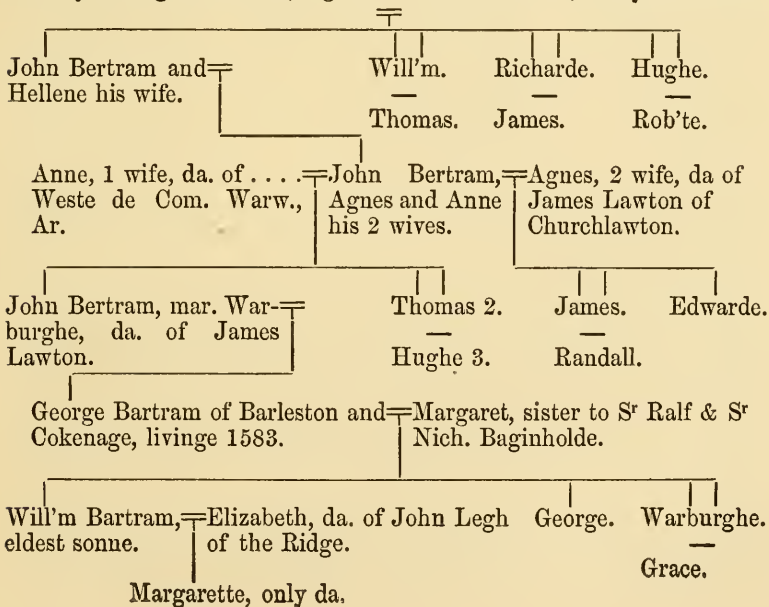 John Bertram and Will'm. Richarde. Hughe.
Hellene his wife.
Thomas. James. Rob'te.
Anne, 1 wife, da. of . . . . John Bertram, Agnes, 2 wife, da of
Weste de Com. Warw., Agnes and Anne James Lawton of
Ar. his 2 wives. Churchlawton.
John Bertram, mar. War- Thomas 2. James. Edwarde.
burghe, da. of James
Lawton. Hughe 3. Randall.
George Bartram of Barleston and Margaret, sister to Sr Ralf & Sr
Cokenage, livinge 1583. Nich. Baginholde.
Will'm Bartram, Elizabeth, da. of John Legh George. Warburghe.
eldest sonne. of the Ridge.
Grace.
Margarette, only da.